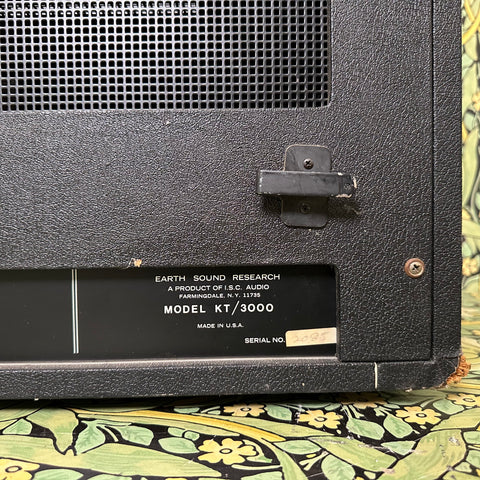 EARTH SOUND RESEARCH
A PRODUCT OF I.S.C. AUDIO
FARMINGDALE, N.Y. 11735
MODEL KT/3000
MADE IN U.S.A.
SERIAL NO.